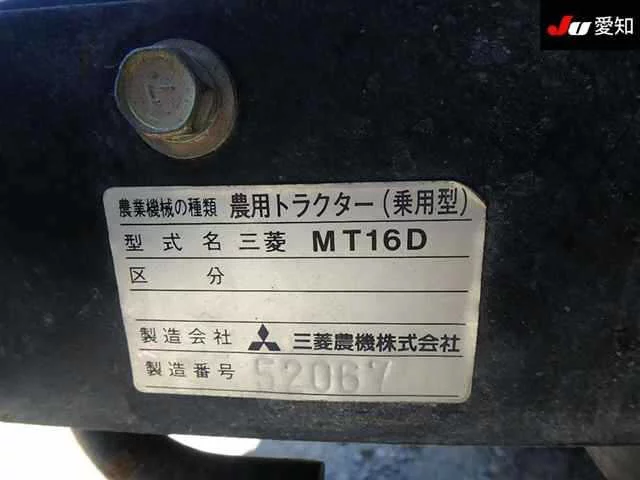 JU 愛知
農業機械の種類 農用トラクター(乗用型)
型式名 三菱 MT16D
区分
製造会社 三菱農機株式会社
製造番号 52067